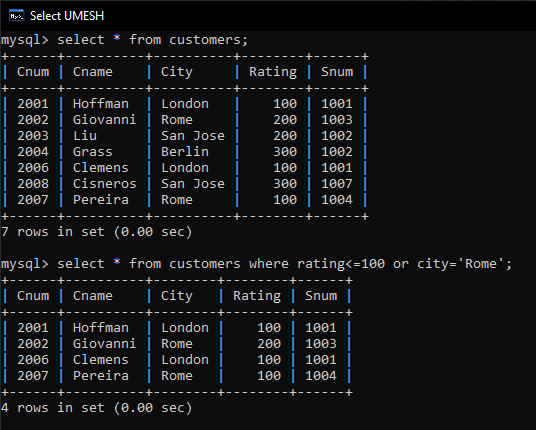 Select UMESH
mysql> select * from customers;
+------+----------+----------+--------+------+
| Cnum | Cname    | City     | Rating | Snum |
+------+----------+----------+--------+------+
| 2001 | Hoffman  | London   |    100 | 1001 |
| 2002 | Giovanni | Rome     |    200 | 1003 |
| 2003 | Liu      | San Jose |    200 | 1002 |
| 2004 | Grass    | Berlin   |    300 | 1002 |
| 2006 | Clemens  | London   |    100 | 1001 |
| 2008 | Cisneros | San Jose |    300 | 1007 |
| 2007 | Pereira  | Rome     |    100 | 1004 |
+------+----------+----------+--------+------+
7 rows in set (0.00 sec)
mysql> select * from customers where rating<=100 or city='Rome';
+------+----------+--------+--------+------+
| Cnum | Cname    | City   | Rating | Snum |
+------+----------+--------+--------+------+
| 2001 | Hoffman  | London |    100 | 1001 |
| 2002 | Giovanni | Rome   |    200 | 1003 |
| 2006 | Clemens  | London |    100 | 1001 |
| 2007 | Pereira  | Rome   |    100 | 1004 |
+------+----------+--------+--------+------+
4 rows in set (0.00 sec)